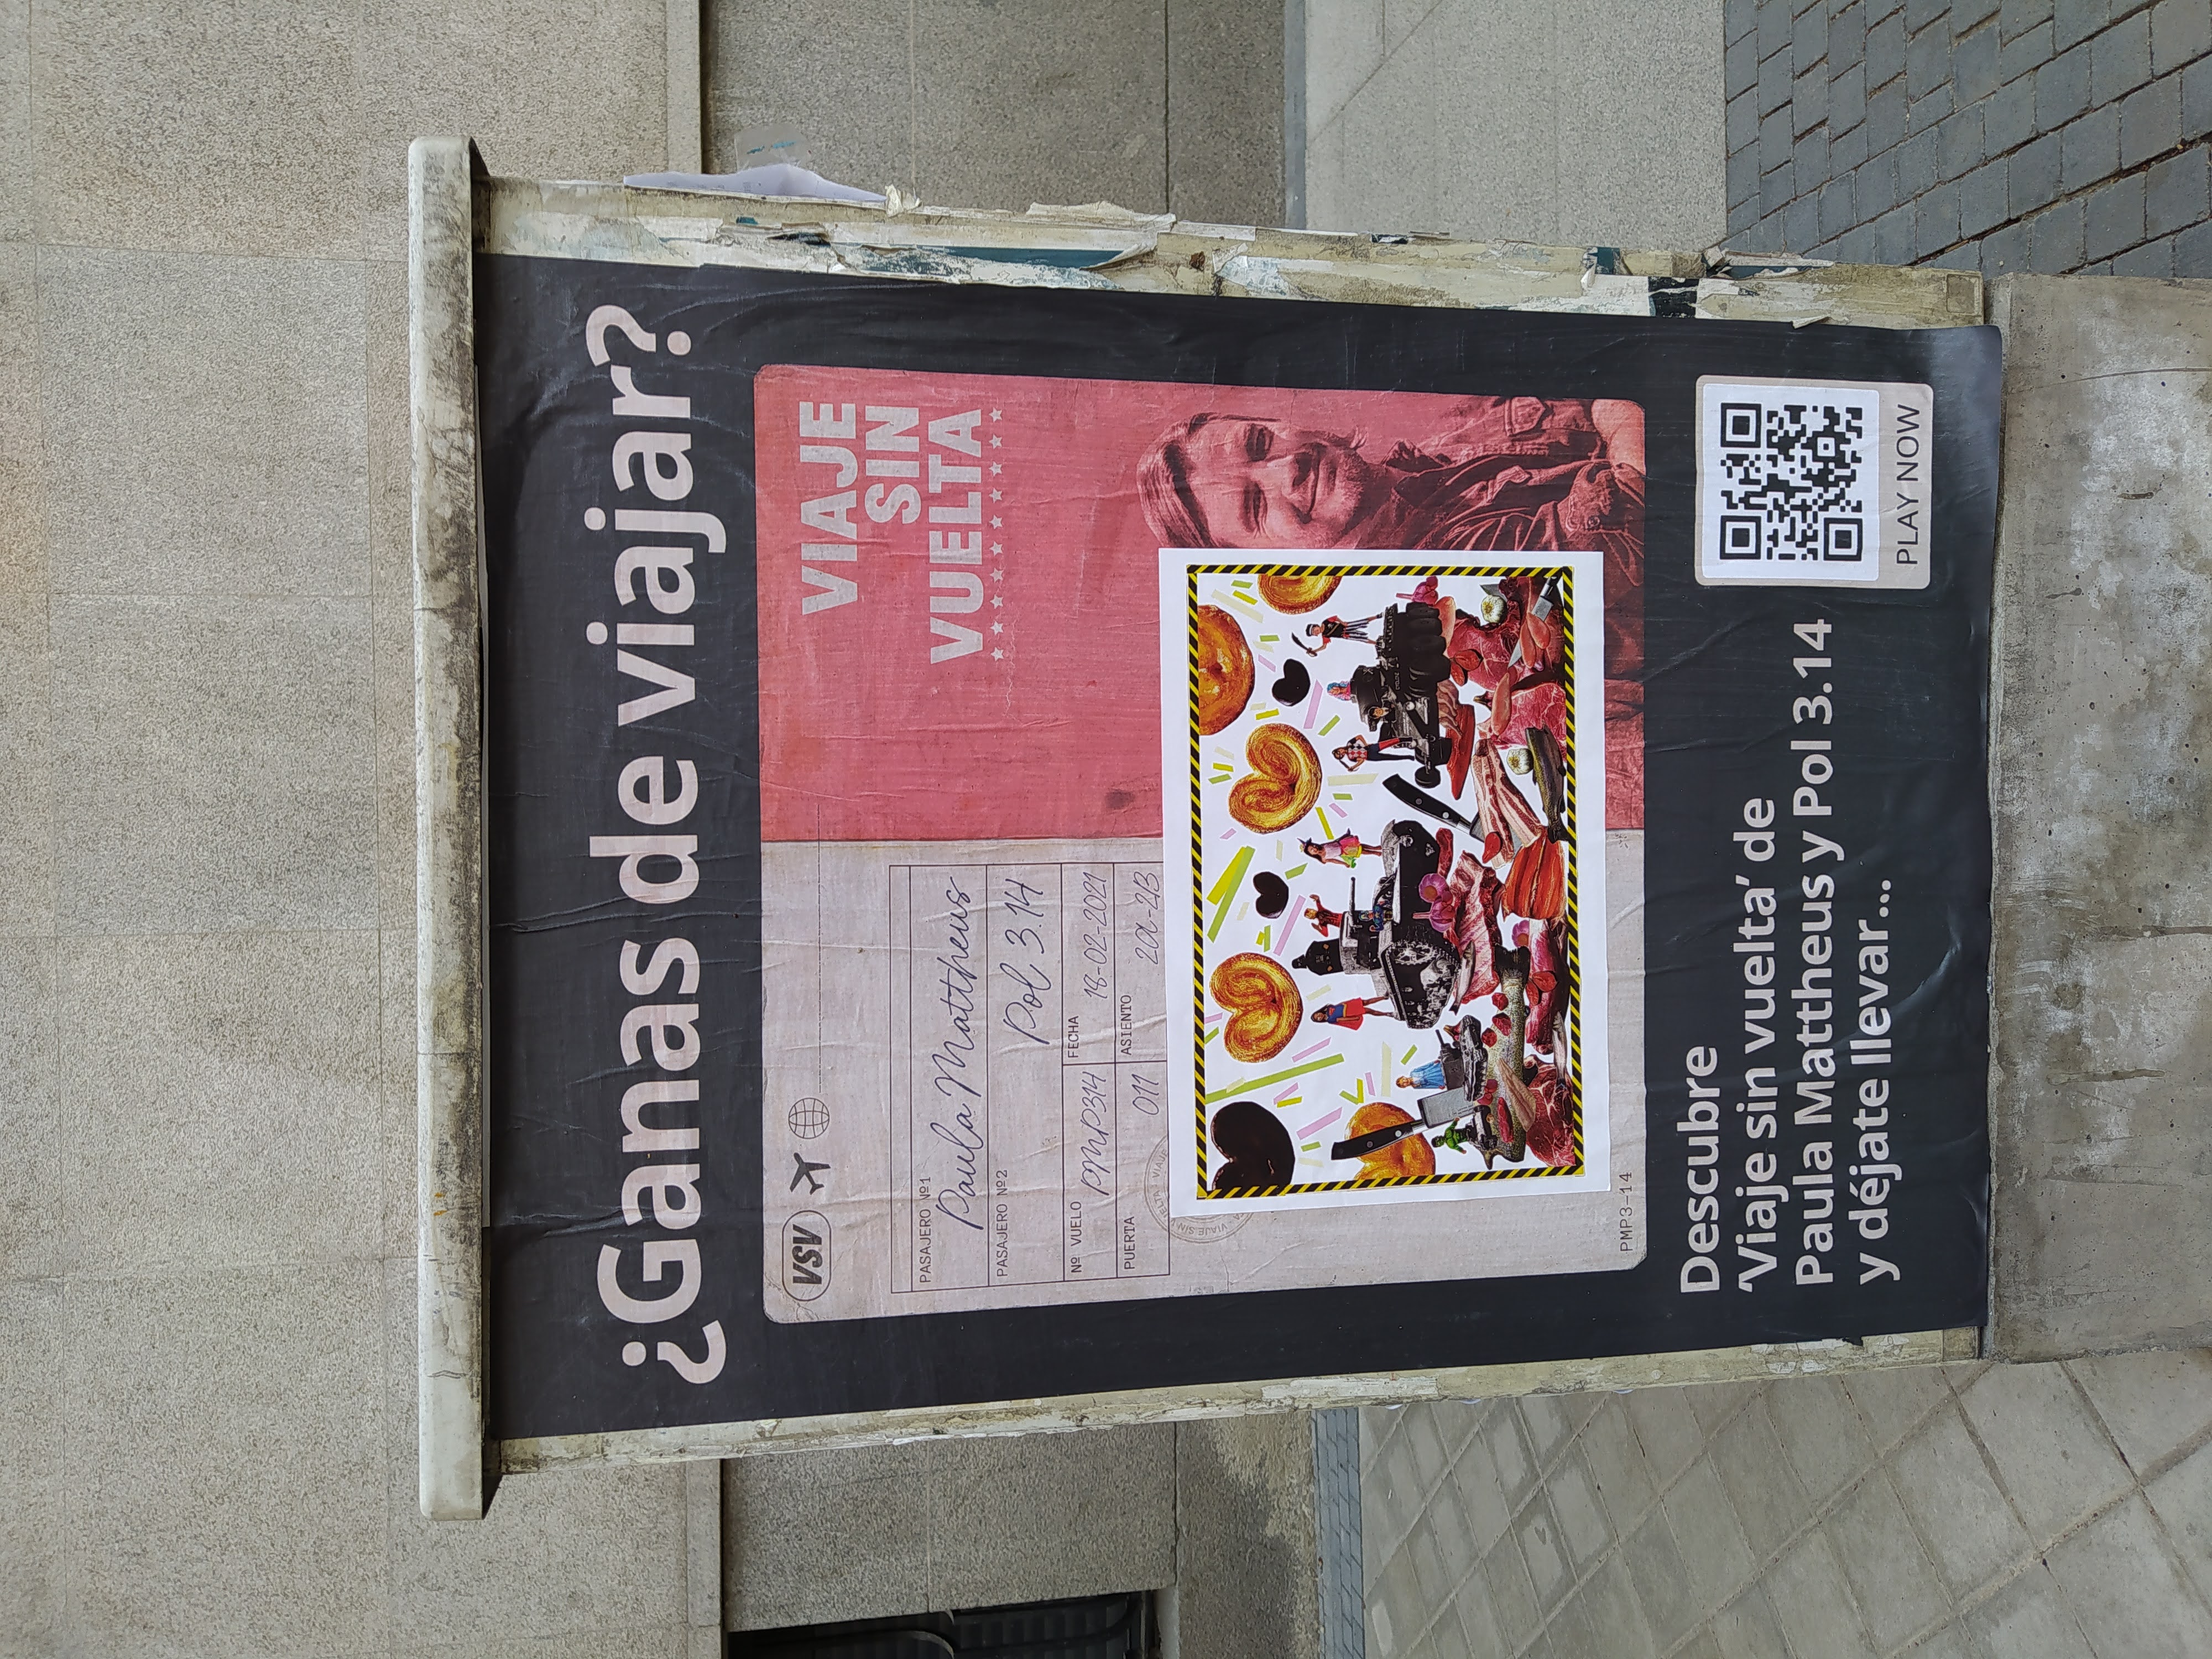 ¿Ganas de viajar?
VSV
VIAJE
SIN
VUELTA
PASAJERO Nº1
Paula Mattheus
PASAJERO Nº2
Pol 3.14
Nº VUELO
PMP314
FECHA
18-02-2021
PUERTA
011
ASIENTO
PMP3-14
Descubre
‘Viaje sin vuelta’ de
Paula Mattheus y Pol 3.14
y déjate llevar...
PLAY NOW